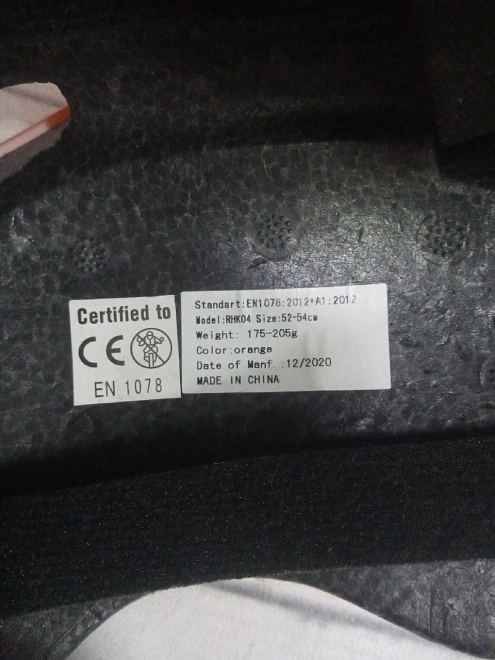 Certified to
CE
EN 1078
Standart:EN1078:2012+A1:2012
Model:RHK04 Size:52-54cm
Weight: 175-205g
Color:orange
Date of Manf.:12/2020
MADE IN CHINA